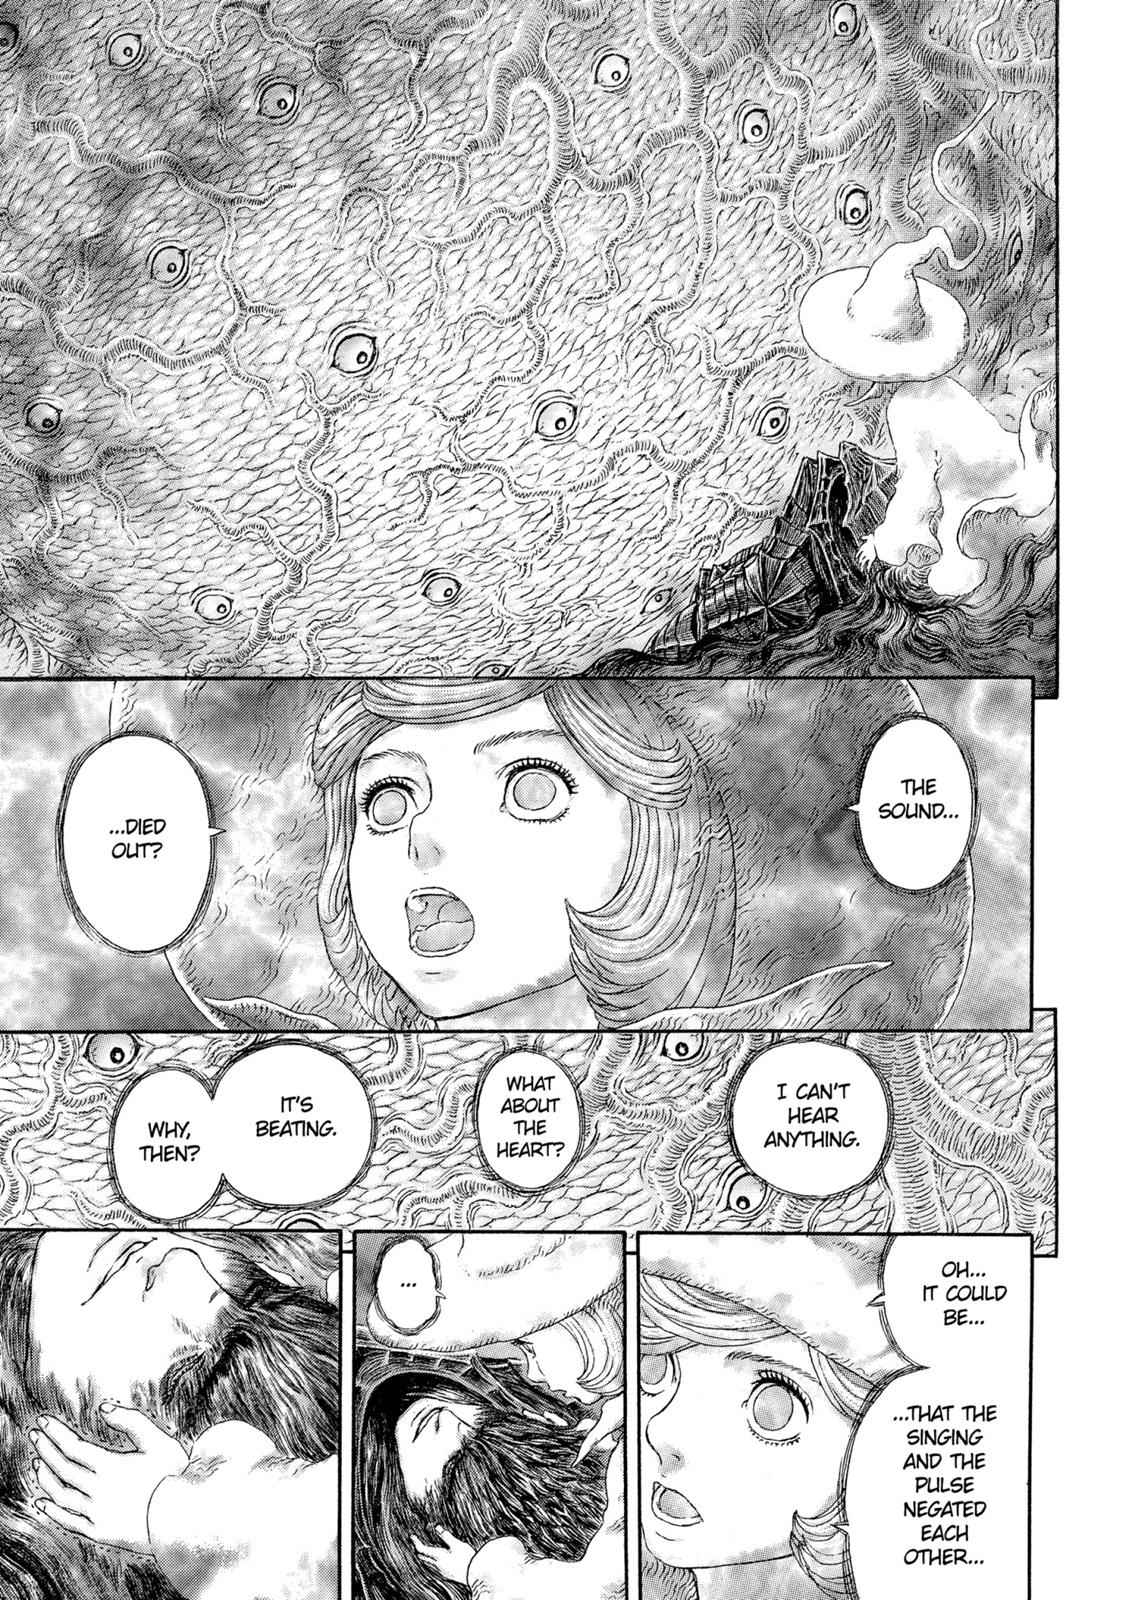 THE
SOUND...
...DIED
OUT?
I CAN'T
HEAR
ANYTHING.
WHAT
ABOUT
THE
HEART?
IT'S
BEATING.
WHY,
THEN?
OH...
IT COULD
BE...
...THAT THE
SINGING
AND THE
PULSE
NEGATED
EACH
OTHER...
...